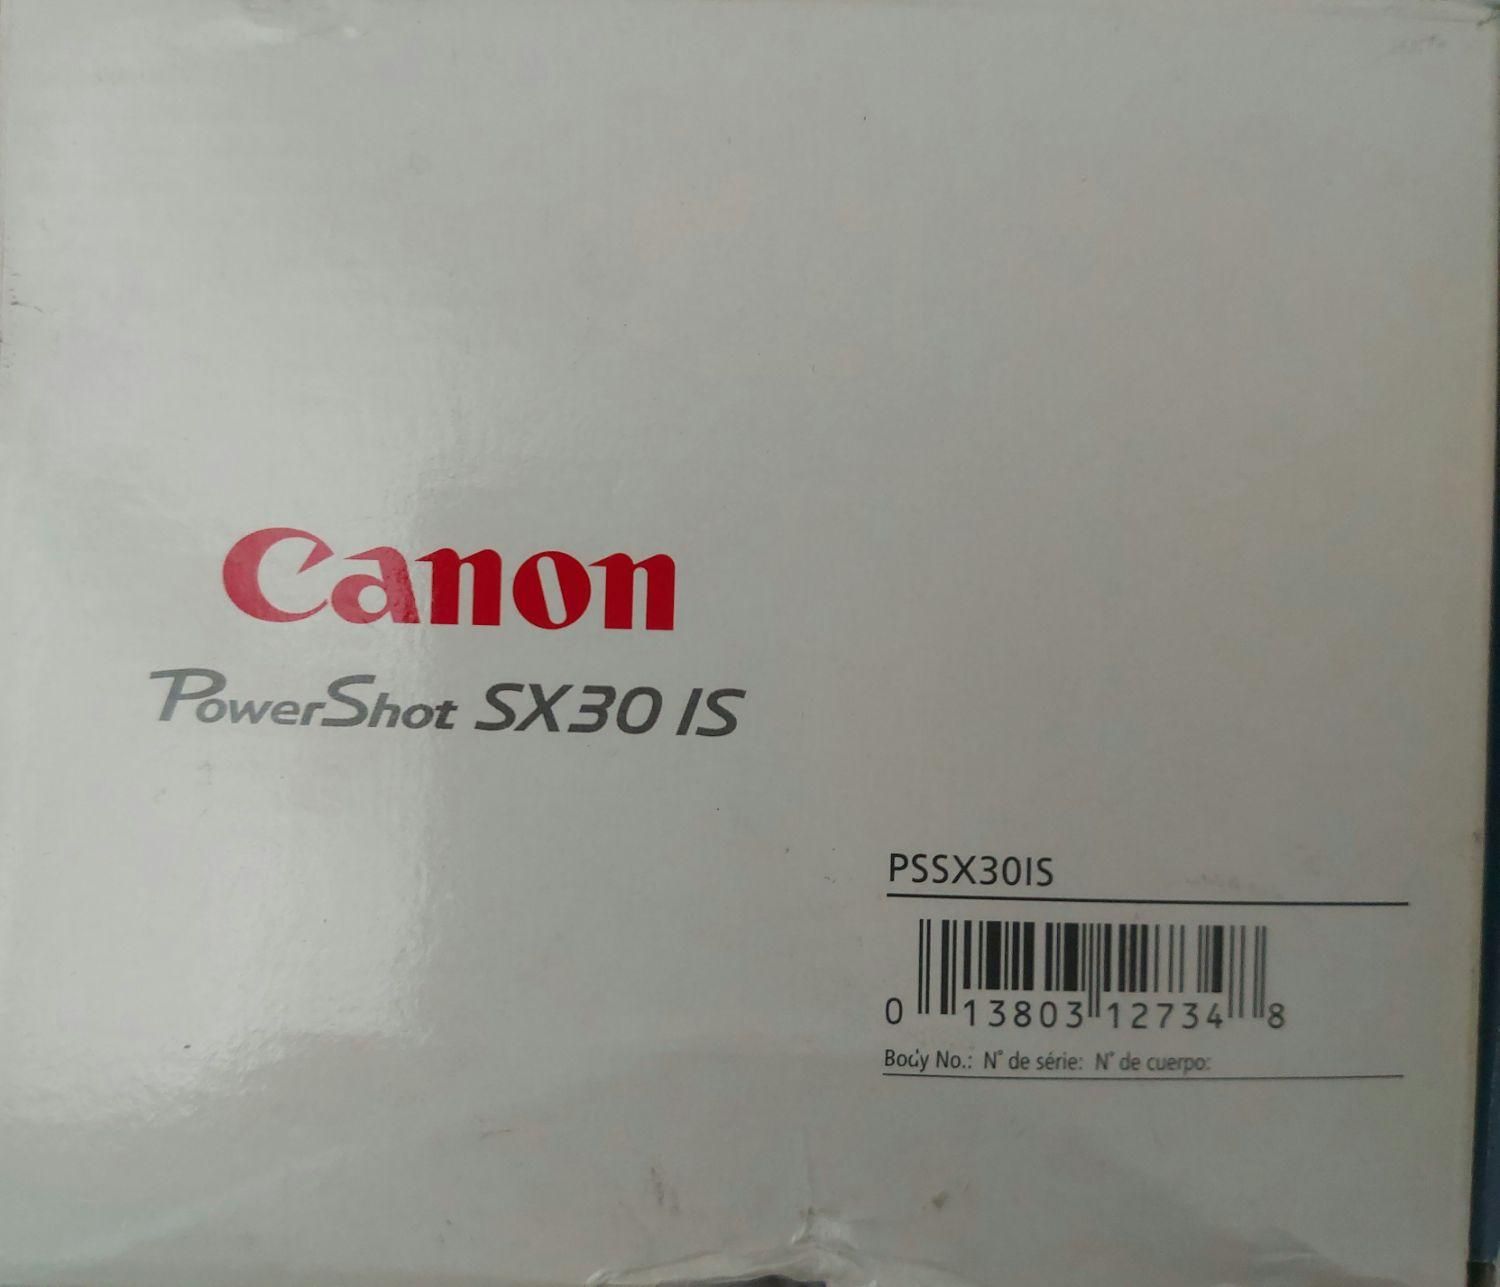 Canon
PowerShot SX30 IS
PSSX30IS
0 13803 12734 8
Body No.: N° de série: N° de cuerpo: